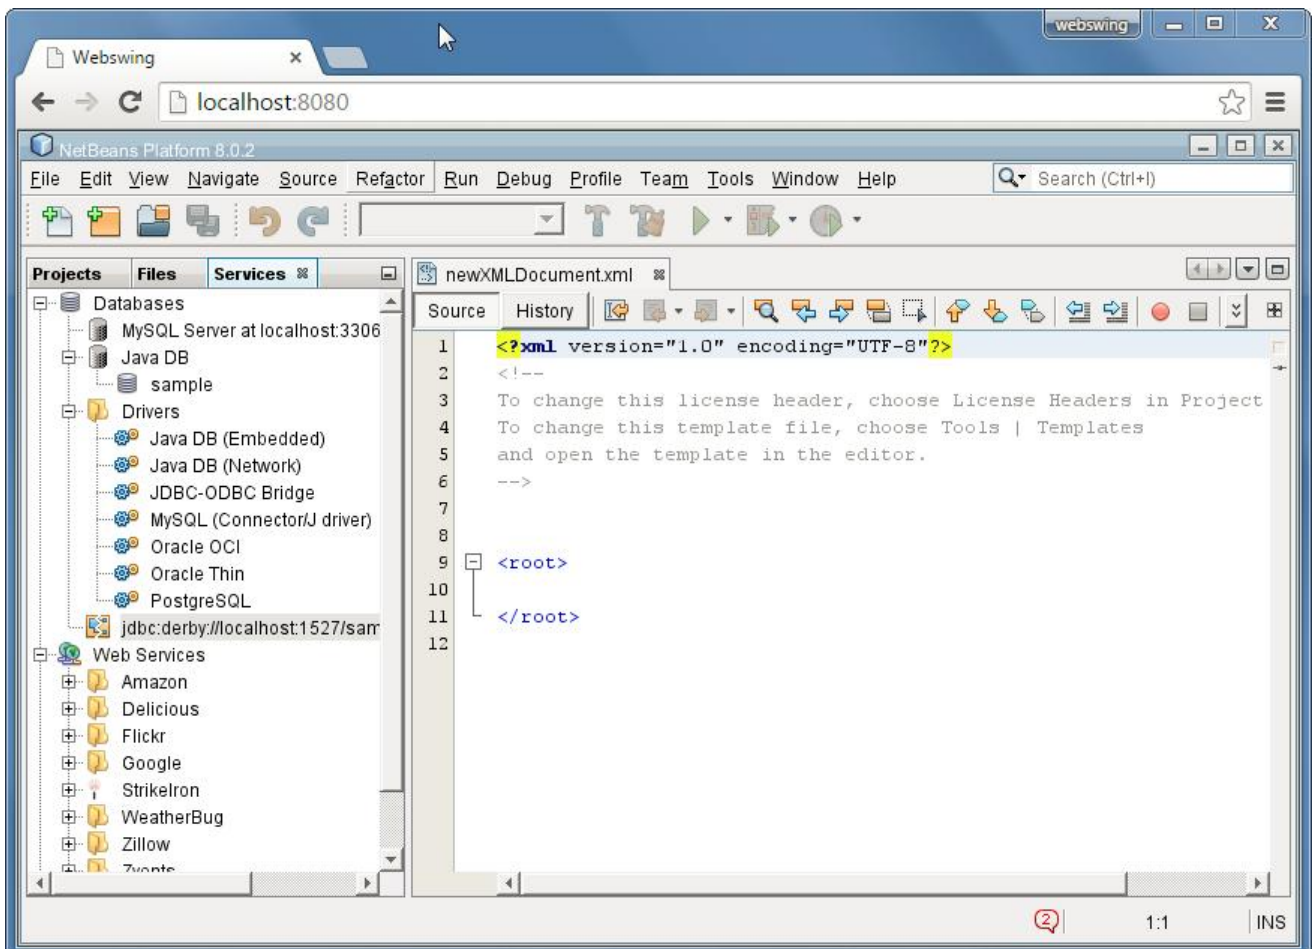 webswing
Webswing
localhost:8080
NetBeans Platform 8.0.2
File Edit View Navigate Source Refactor Run Debug Profile Team Tools Window Help
Search (Ctrl+I)
Projects Files Services
newXMLDocument.xml
Source History
Databases
MySQL Server at localhost:3306
Java DB
sample
Drivers
Java DB (Embedded)
Java DB (Network)
JDBC-ODBC Bridge
MySQL (Connector/J driver)
Oracle OCI
Oracle Thin
PostgreSQL
jdbc:derby://localhost:1527/sam
Web Services
Amazon
Delicious
Flickr
Google
StrikeIron
WeatherBug
Zillow
1 <?xml version="1.0" encoding="UTF-8"?>
2 <!--
3 To change this license header, choose License Headers in Project
4 To change this template file, choose Tools | Templates
5 and open the template in the editor.
6 -->
7
8
9 <root>
10
11 </root>
12
2
1:1
INS